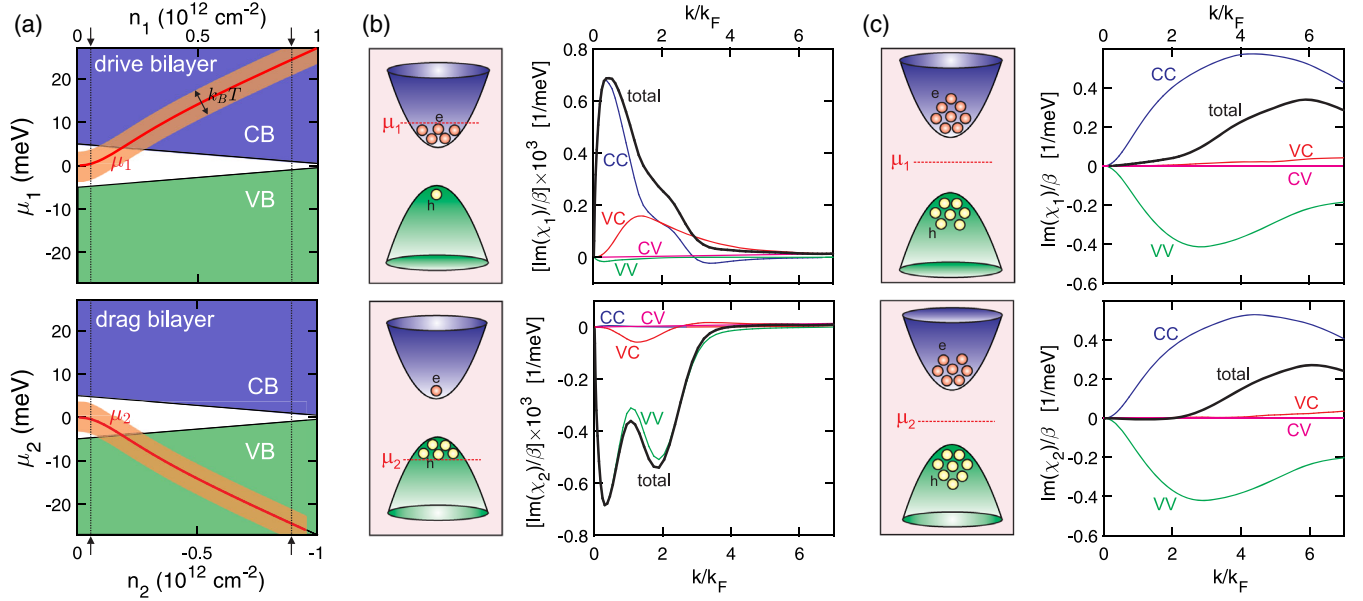 (a)
n1 (10^12 cm^-2)
0 0.5 1
drive bilayer
kBT
CB
μ1
VB
20
10
0
-10
-20
μ1 (meV)
drag bilayer
CB
μ2
VB
20
10
0
-10
-20
μ2 (meV)
0 -0.5 -1
n2 (10^12 cm^-2)
(b)
e
μ1
h
e
μ2
h
k/kF
0 2 4 6
0.8
0.6
0.4
0.2
0
[Im(χ1)/β]×10^3 [1/meV]
total
CC
VC
CV
VV
0
-0.2
-0.4
-0.6
-0.8
[Im(χ2)/β]×10^3 [1/meV]
CC CV
VC
VV
total
0 2 4 6
k/kF
(c)
e
μ1
h
e
μ2
h
k/kF
0 2 4 6
0.4
0.2
0
-0.2
-0.4
-0.6
Im(χ1)/β [1/meV]
CC
total
VC
CV
VV
0.4
0.2
0
-0.2
-0.4
-0.6
Im(χ2)/β [1/meV]
CC
total
VC
CV
VV
0 2 4 6
k/kF